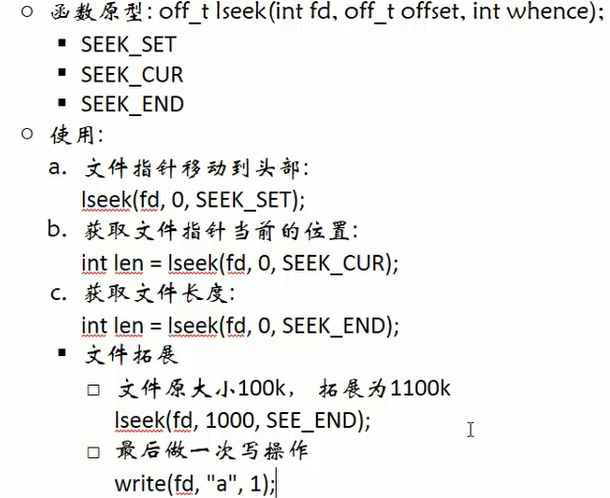 函数原型: off_t lseek(int fd, off_t offset, int whence);
SEEK_SET
SEEK_CUR
SEEK_END
使用:
a. 文件指针移动到头部:
lseek(fd, 0, SEEK_SET);
b. 获取文件指针当前的位置:
int len = lseek(fd, 0, SEEK_CUR);
c. 获取文件长度:
int len = lseek(fd, 0, SEEK_END);
文件拓展
文件原大小100k， 拓展为1100k
lseek(fd, 1000, SEE_END);
最后做一次写操作
write(fd, "a", 1);